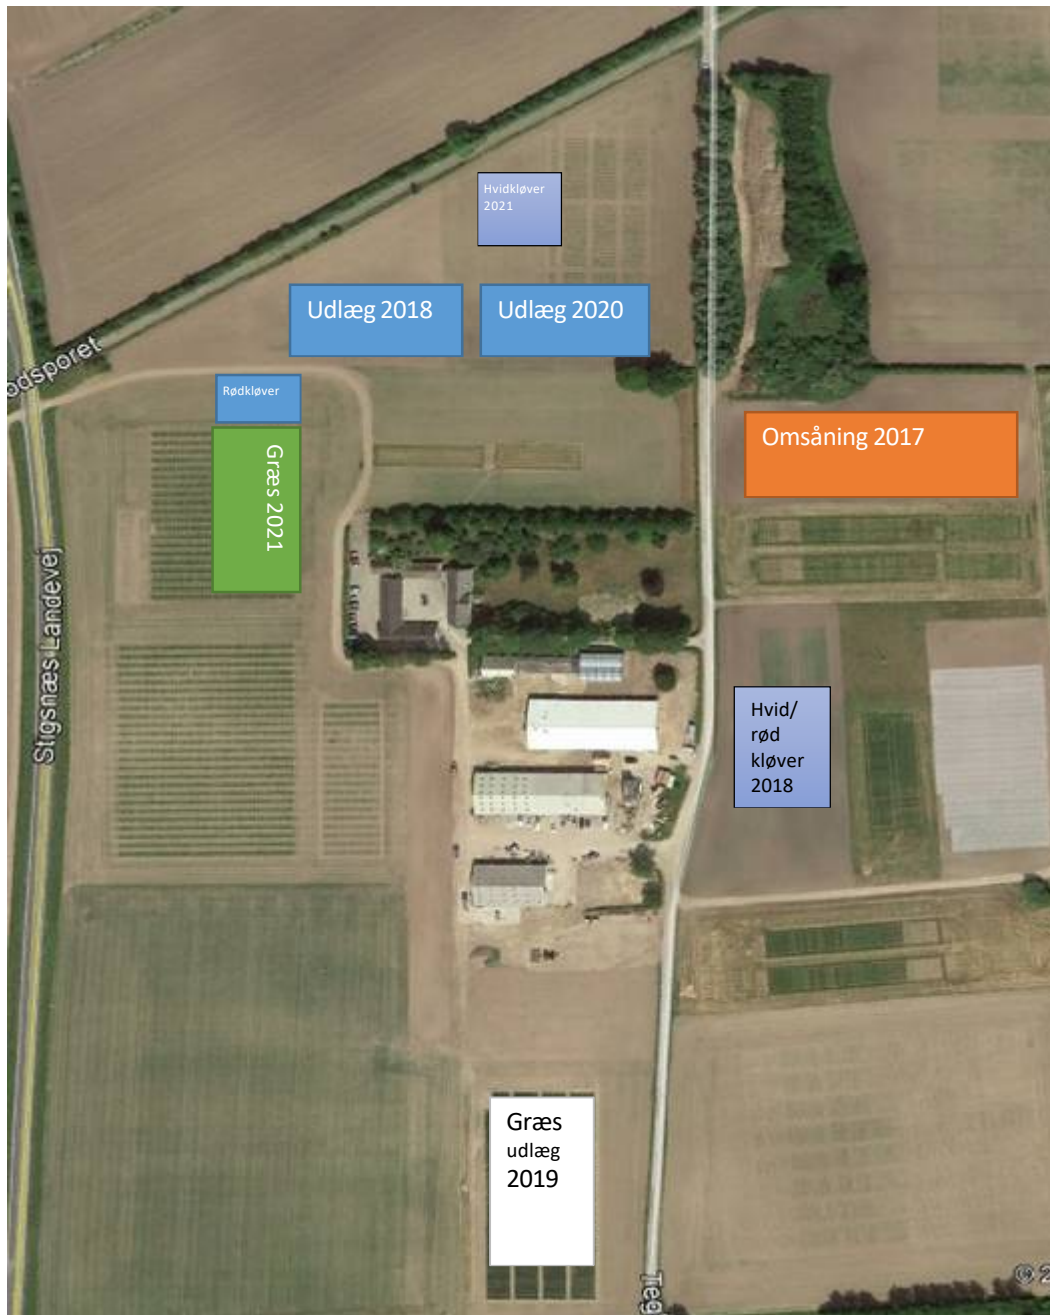 Hvidkløver
2021
Udlæg 2018
Udlæg 2020
odsporet
Rødkløver
Græs 2021
Omsåning 2017
Stigsnæs Landevej
Hvid/
rød
kløver
2018
Græs
udlæg
2019
© 2
Teg